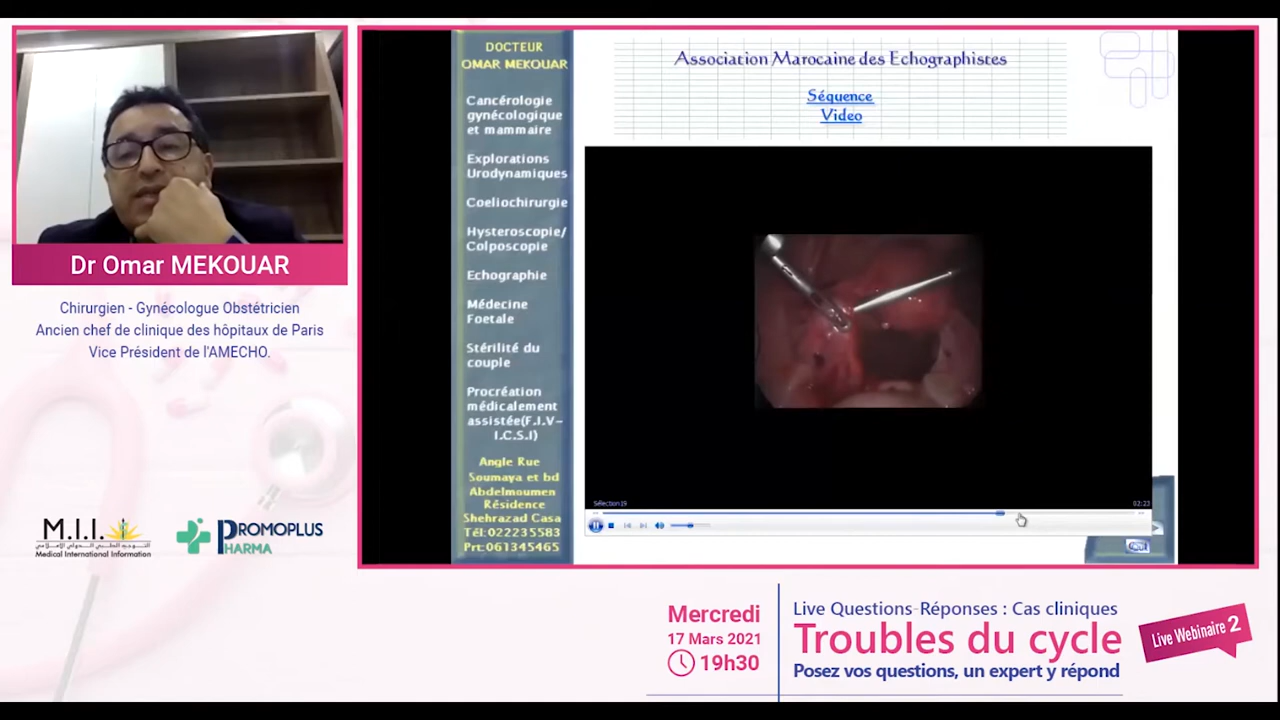 Dr Omar MEKOUAR
Chirurgien - Gynécologue Obstétricien
Ancien chef de clinique des hôpitaux de Paris
Vice Président de l'AMECHO.
M.I.I.
Medical International Information
PROMOPLUS
PHARMA
DOCTEUR
OMAR MEKOUAR
Cancérologie
gynécologique
et mammaire
Explorations
Urodynamiques
Coeliochirurgie
Hysteroscopie/
Colposcopie
Echographie
Médecine
Foetale
Stérilité du
couple
Procréation
médicalement
assistée(F.I.V-
I.C.S.I)
Angle Rue
Soumaya et bd
Abdelmoumen
Résidence
Shehrazad Casa
Tél:022235583
Prt:061345465
Association Marocaine des Echographistes
Séquence
Video
Sélection19
02:23
Mercredi
17 Mars 2021
19h30
Live Questions-Réponses : Cas cliniques
Troubles du cycle
Posez vos questions, un expert y répond
Live Webinaire 2